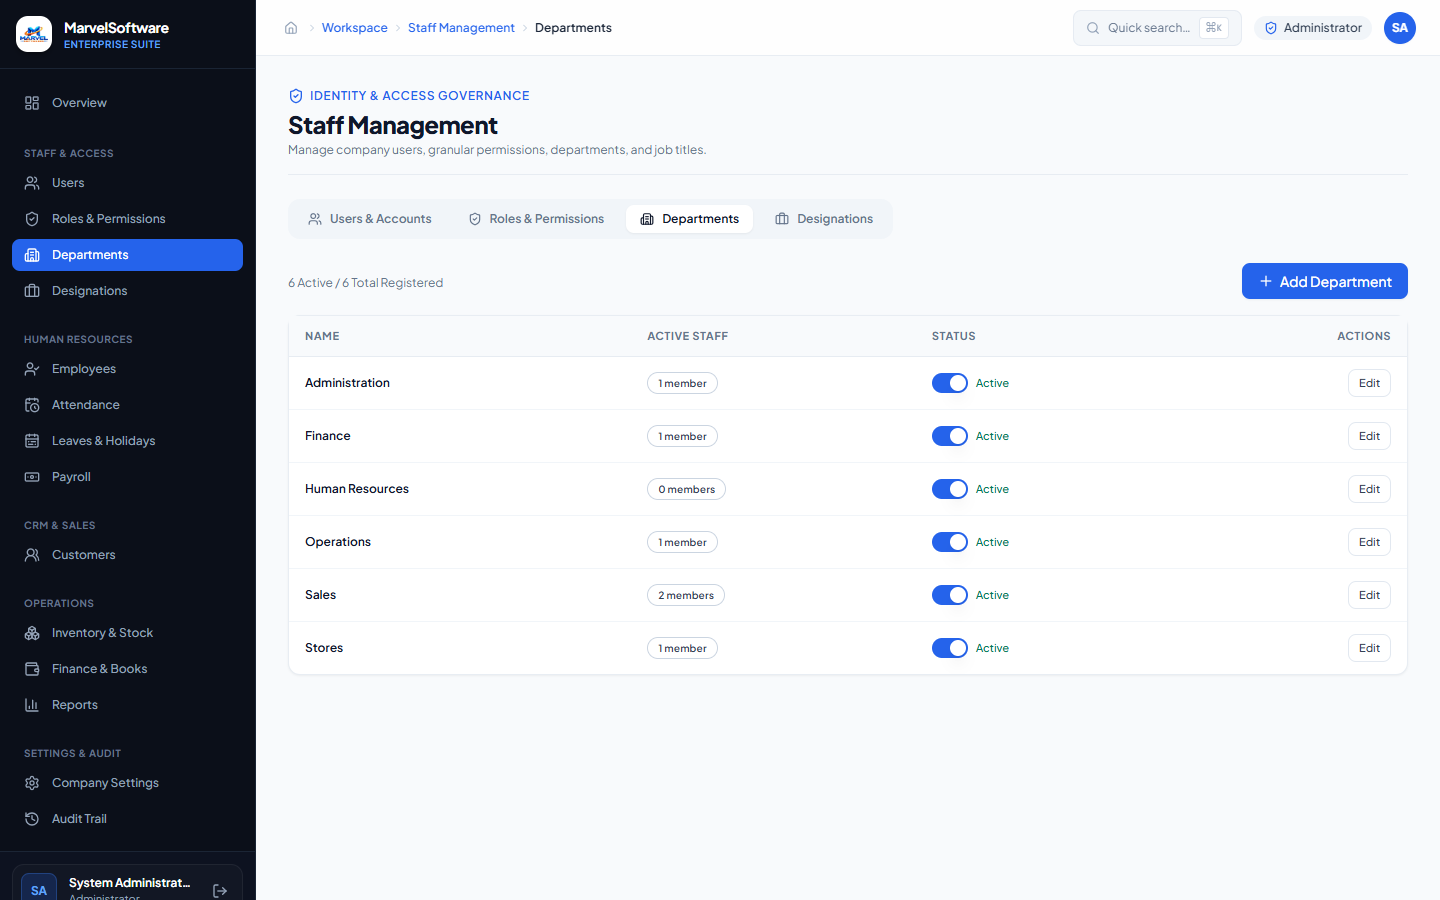 MARVEL
MarvelSoftware
ENTERPRISE SUITE
Overview
STAFF & ACCESS
Users
Roles & Permissions
Departments
Designations
HUMAN RESOURCES
Employees
Attendance
Leaves & Holidays
Payroll
CRM & SALES
Customers
OPERATIONS
Inventory & Stock
Finance & Books
Reports
SETTINGS & AUDIT
Company Settings
Audit Trail
SA
System Administrat...
Administrator
Workspace
Staff Management
Departments
Quick search...
⌘K
Administrator
SA
IDENTITY & ACCESS GOVERNANCE
Staff Management
Manage company users, granular permissions, departments, and job titles.
Users & Accounts
Roles & Permissions
Departments
Designations
6 Active / 6 Total Registered
+ Add Department
NAME ACTIVE STAFF STATUS ACTIONS
Administration 1 member Active Edit
Finance 1 member Active Edit
Human Resources 0 members Active Edit
Operations 1 member Active Edit
Sales 2 members Active Edit
Stores 1 member Active Edit